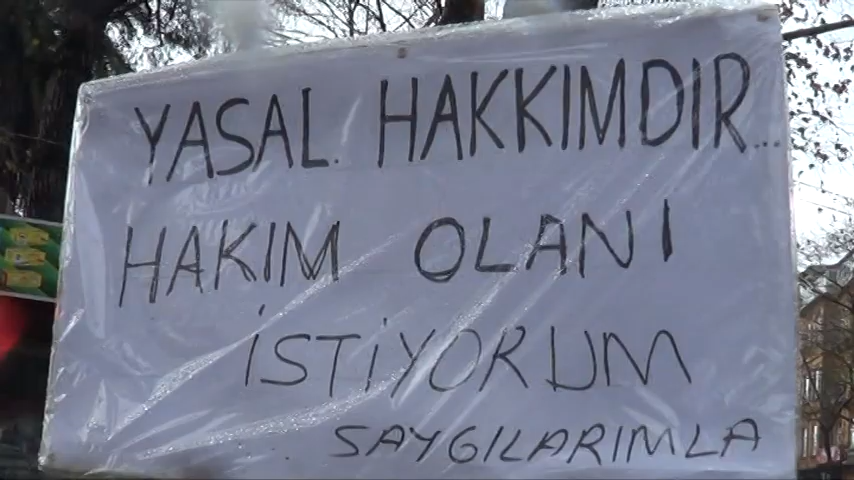 YASAL HAKKIMDIR...
HAKIM OLANI
İSTİYORUM
SAYGILARIMLA